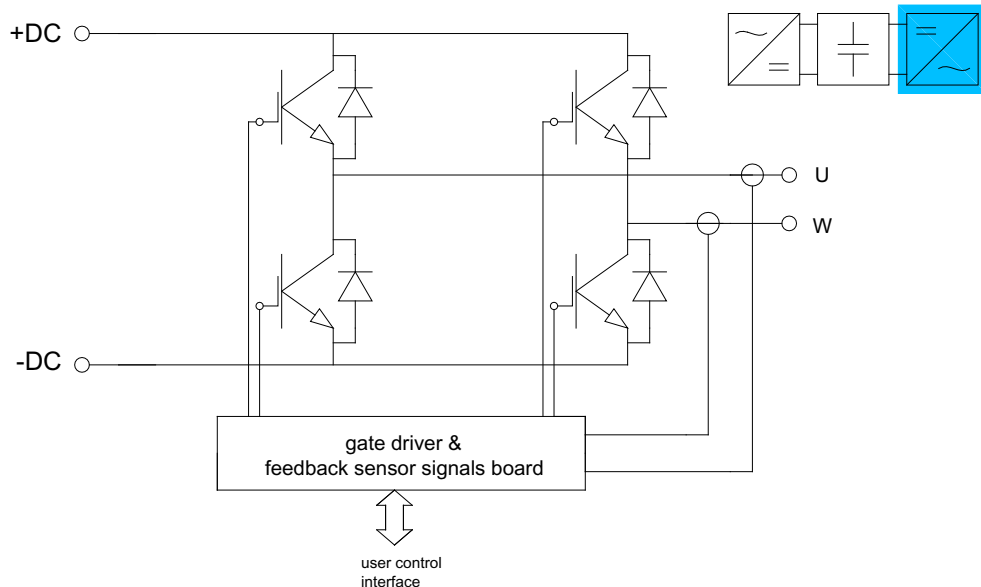 +DC
U
W
-DC
gate driver &
feedback sensor signals board
user control
interface